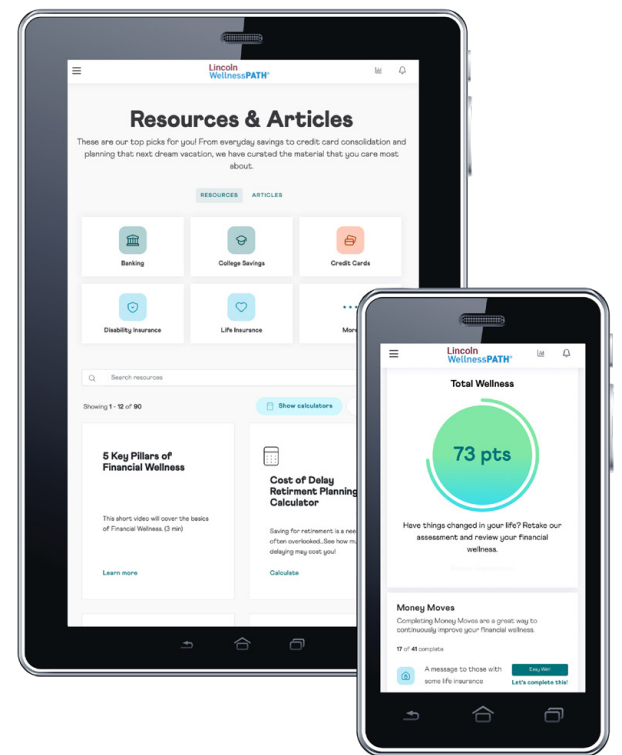 Lincoln
WellnessPATH®
Resources & Articles
These are our top picks for you! From everyday savings to credit card consolidation and
planning that next dream vacation, we have curated the material that you care most
about.
RESOURCES ARTICLES
Banking
College Savings
Credit Cards
Disability Insurance
Life Insurance
More
Search resources
Showing 1 - 12 of 90
Show calculators
5 Key Pillars of
Financial Wellness
This short video will cover the basics
of Financial Wellness. (3 min)
Learn more
Cost of Delay
Retirment Planning
Calculator
Saving for retirement is a nee
often overlooked...See how mu
delaying may cost you!
Calculate
Lincoln
WellnessPATH®
Total Wellness
73 pts
Have things changed in your life? Retake our
assessment and review your financial
wellness.
Money Moves
Completing Money Moves are a great way to
continuously improve your financial wellness.
17 of 41 complete
A message to those with
some life insurance
Easy Win!
Let's complete this!